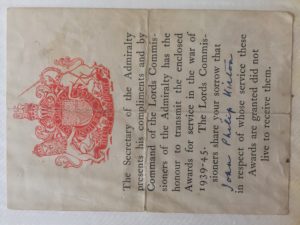 The Secretary of the Admiralty
presents his compliments and by
Command of the Lords Commis-
sioners of the Admiralty has the
honour to transmit the enclosed
Awards for service in the war of
1939-45. The Lords Commis-
sioners share your sorrow that
John Philip
in respect of whose service these
Awards are granted did not
live to receive them.